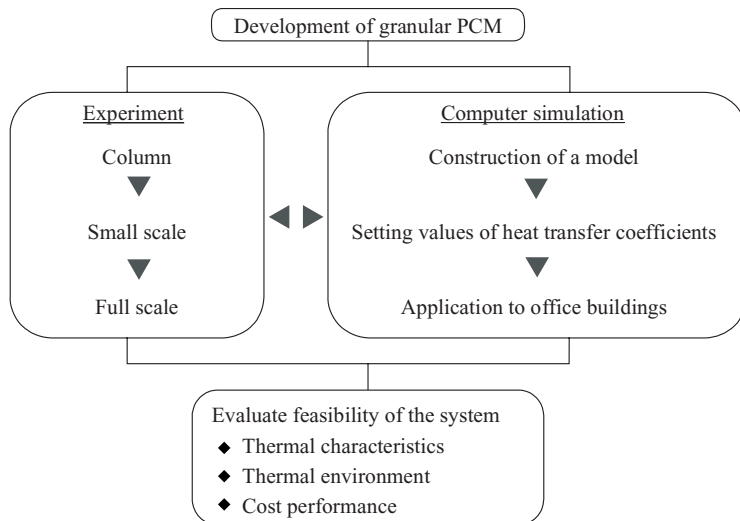 Development of granular PCM
Experiment
Column
Small scale
Full scale
Computer simulation
Construction of a model
Setting values of heat transfer coefficients
Application to office buildings
Evaluate feasibility of the system
◆ Thermal characteristics
◆ Thermal environment
◆ Cost performance